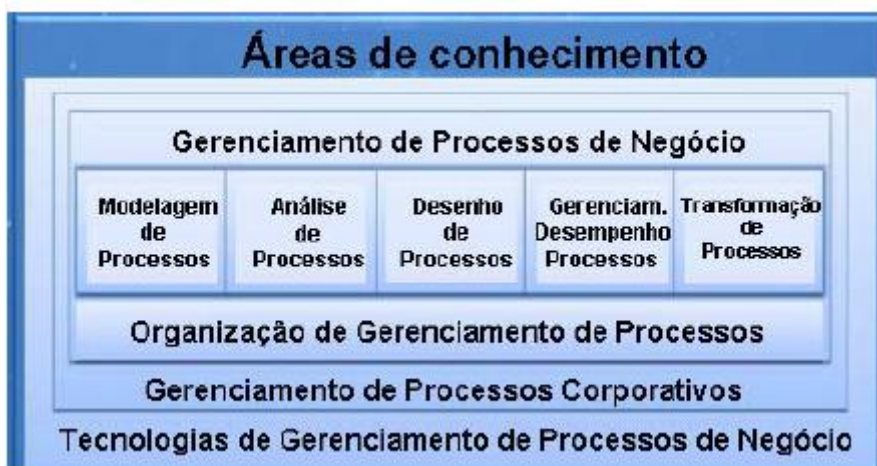 Áreas de conhecimento
Gerenciamento de Processos de Negócio
Modelagem
de
Processos
Análise
de
Processos
Desenho
de
Processos
Gerenciam.
Desempenho
Processos
Transformação
de
Processos
Organização de Gerenciamento de Processos
Gerenciamento de Processos Corporativos
Tecnologias de Gerenciamento de Processos de Negócio